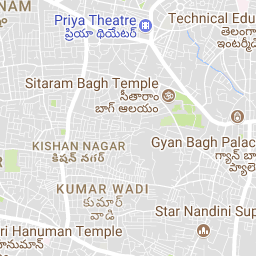 NAM
Priya Theatre
ప్రియా థియేటర్
Technical Edu
తెలంగా
ఇంటర్మీడి
Sitaram Bagh Temple
సీతారాం
బాగ్ ఆలయం
KISHAN NAGAR
కిషన్ నగర్
Gyan Bagh Palac
గ్యాన్ బా
ప్యాలె
KUMAR WADI
కుమార్
వాడి
Star Nandini Sup
ri Hanuman Temple
హనుమాన్